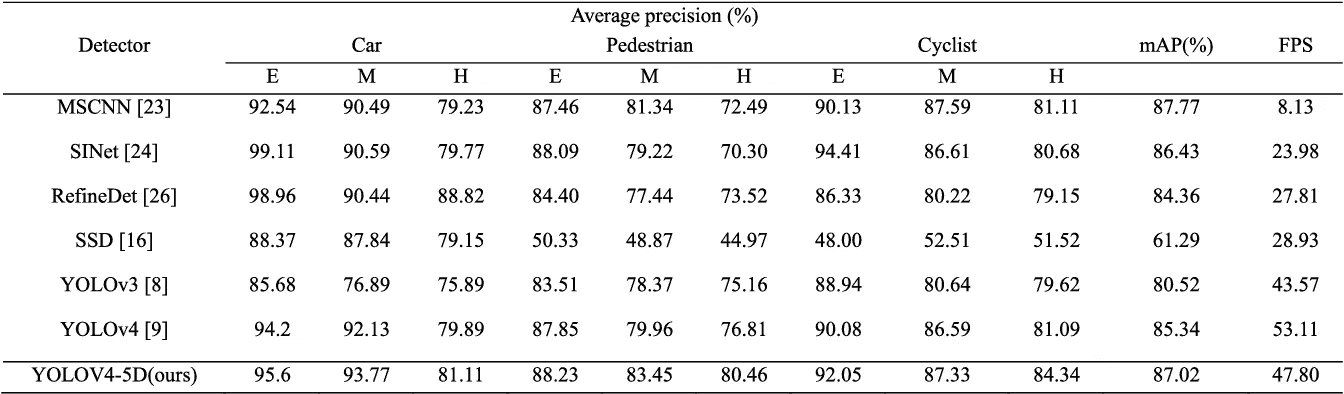 Average precision (%)
Detector Car Pedestrian Cyclist mAP(%) FPS
E M H E M H E M H
MSCNN [23] 92.54 90.49 79.23 87.46 81.34 72.49 90.13 87.59 81.11 87.77 8.13
SINet [24] 99.11 90.59 79.77 88.09 79.22 70.30 94.41 86.61 80.68 86.43 23.98
RefineDet [26] 98.96 90.44 88.82 84.40 77.44 73.52 86.33 80.22 79.15 84.36 27.81
SSD [16] 88.37 87.84 79.15 50.33 48.87 44.97 48.00 52.51 51.52 61.29 28.93
YOLOv3 [8] 85.68 76.89 75.89 83.51 78.37 75.16 88.94 80.64 79.62 80.52 43.57
YOLOv4 [9] 94.2 92.13 79.89 87.85 79.96 76.81 90.08 86.59 81.09 85.34 53.11
YOLOV4-5D(ours) 95.6 93.77 81.11 88.23 83.45 80.46 92.05 87.33 84.34 87.02 47.80